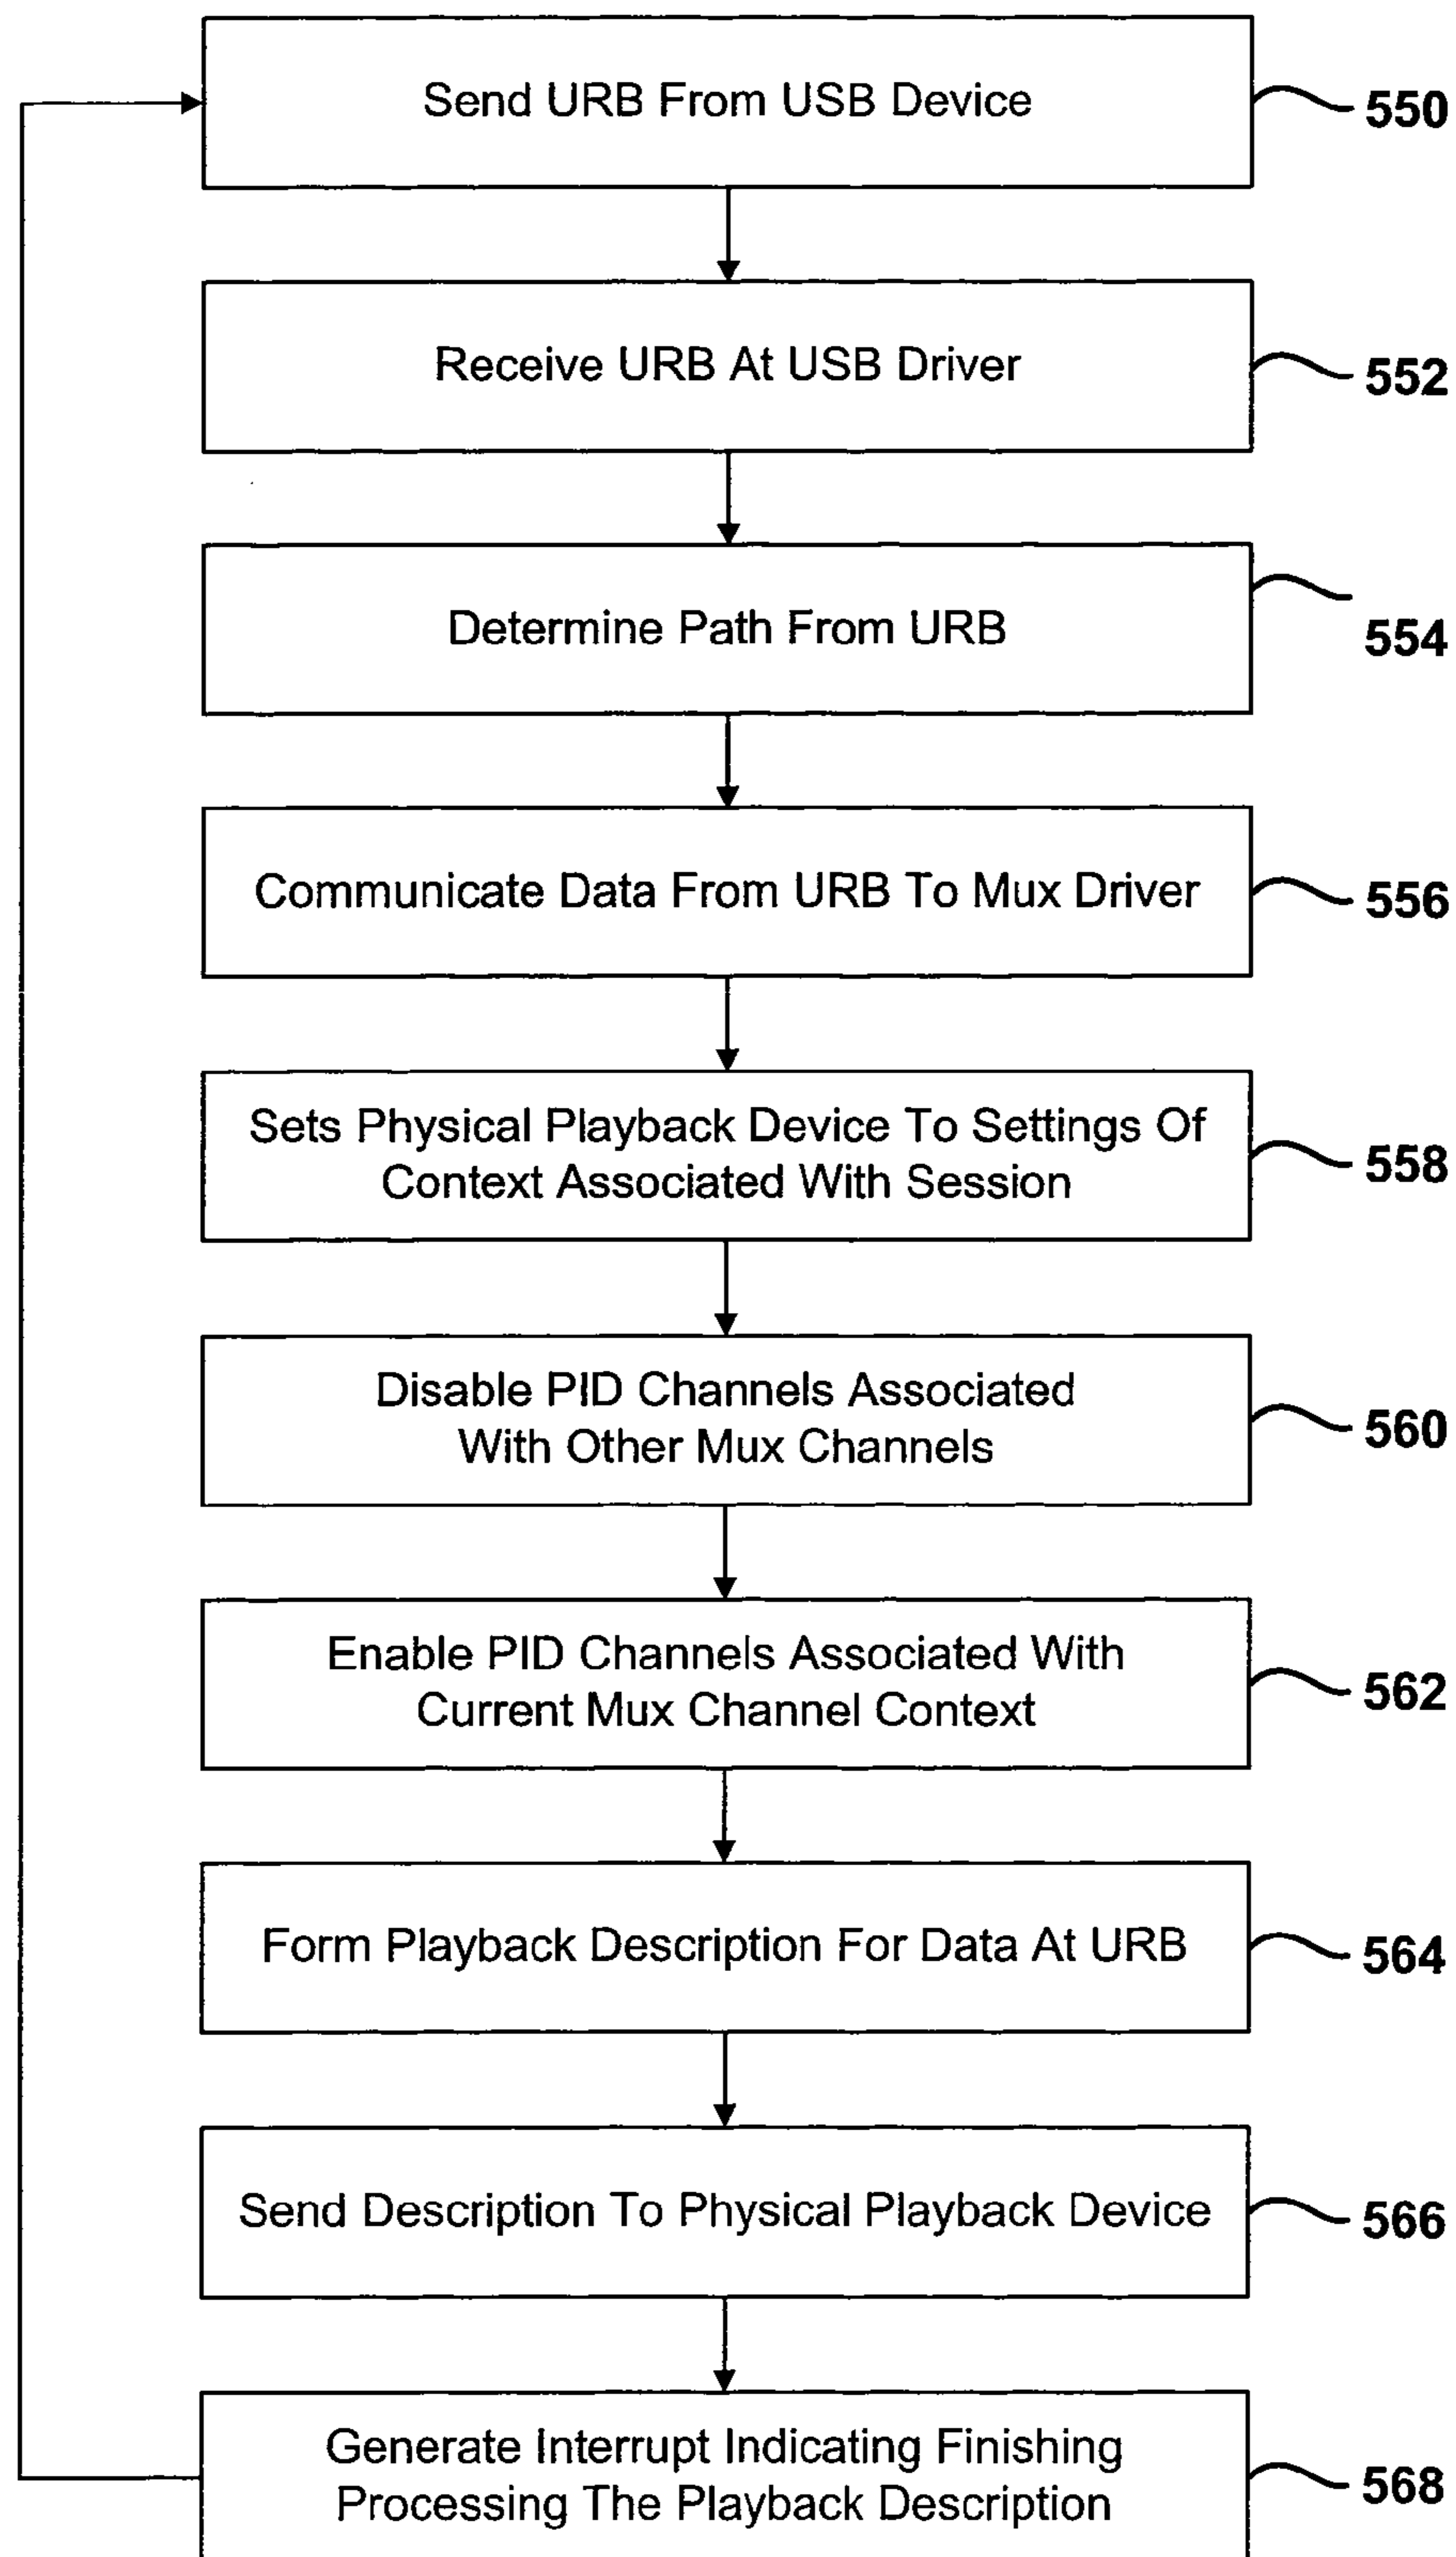 Send URB From USB Device
550
Receive URB At USB Driver
552
Determine Path From URB
554
Communicate Data From URB To Mux Driver
556
Sets Physical Playback Device To Settings Of
Context Associated With Session
558
Disable PID Channels Associated
With Other Mux Channels
560
Enable PID Channels Associated With
Current Mux Channel Context
562
Form Playback Description For Data At URB
564
Send Description To Physical Playback Device
566
Generate Interrupt Indicating Finishing
Processing The Playback Description
568